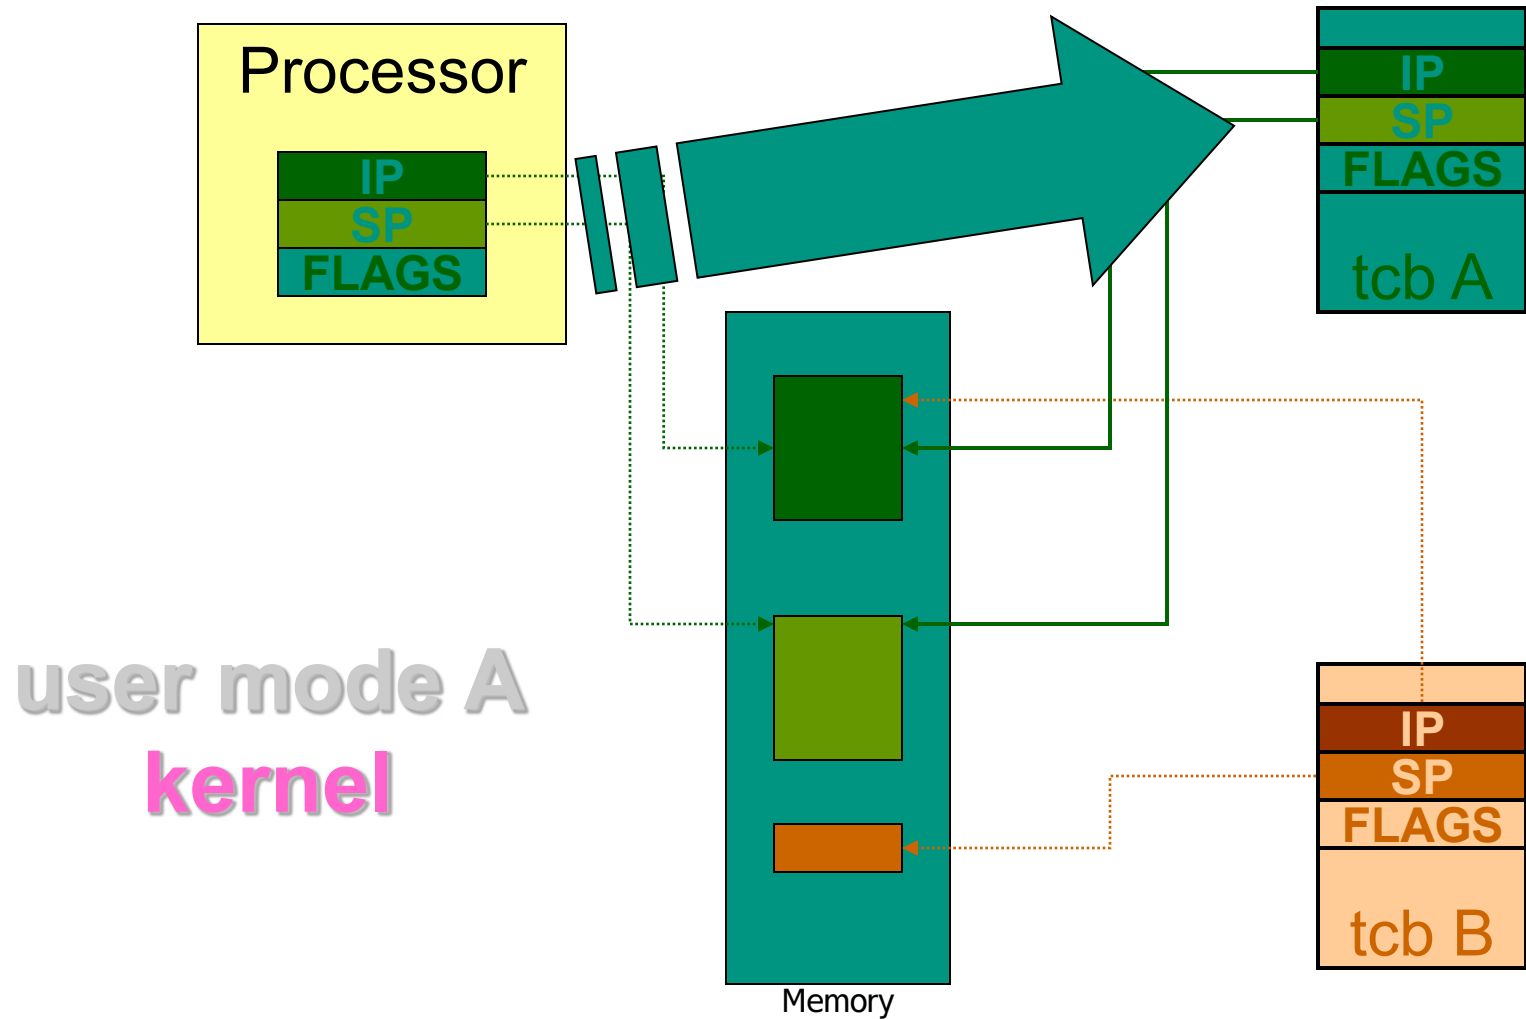 Processor
IP
SP
FLAGS
IP
SP
FLAGS
tcb A
user mode A
kernel
IP
SP
FLAGS
tcb B
Memory